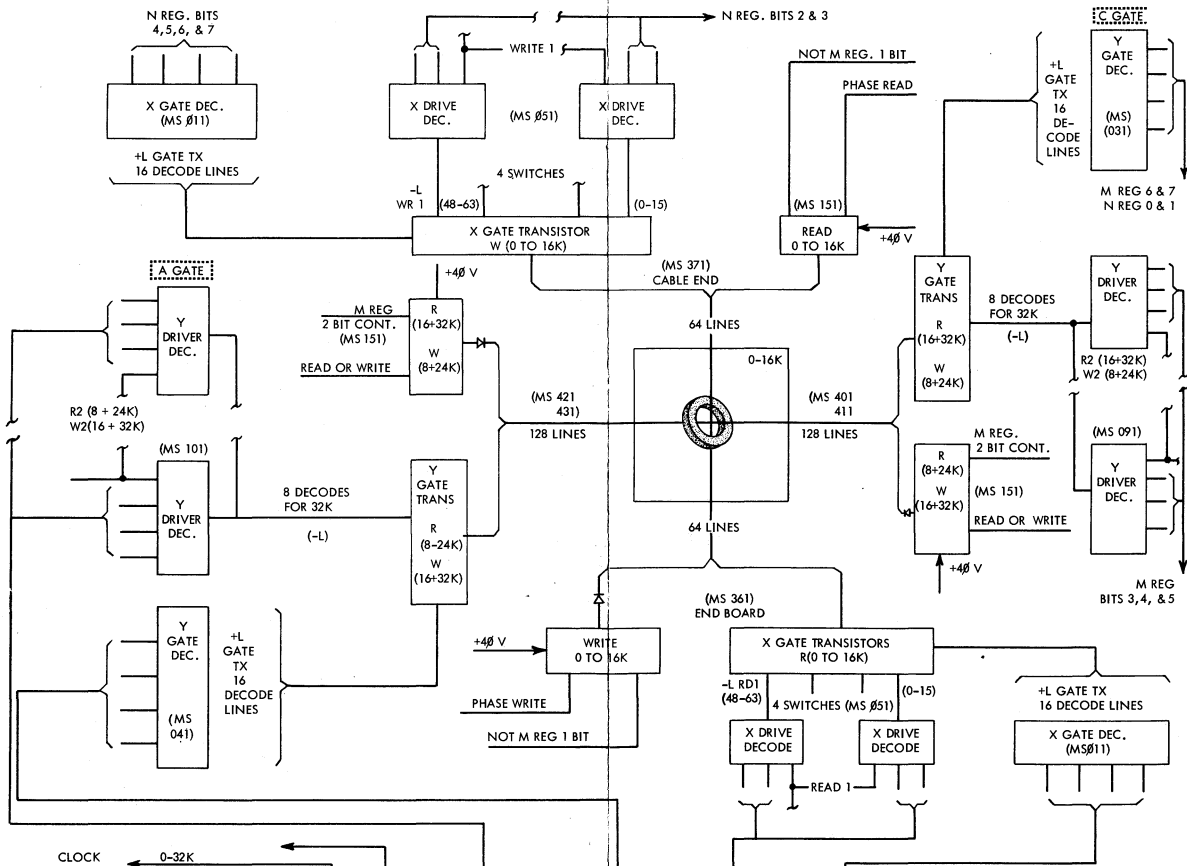 N REG. BITS
4,5,6, & 7
X GATE DEC.
(MS Ø11)
+L GATE TX
16 DECODE LINES
N REG. BITS 2 & 3
WRITE 1
X DRIVE
DEC.
(MS Ø51)
X DRIVE
DEC.
4 SWITCHES
-L
WR 1
(48-63)
(0-15)
X GATE TRANSISTOR
W (0 TO 16K)
NOT M REG. 1 BIT
PHASE READ
(MS 151)
READ
0 TO 16K
+4Ø V
C GATE
+L
GATE
TX
16
DE-
CODE
LINES
Y
GATE
DEC.
(MS)
(031)
M REG 6 & 7
N REG 0 & 1
A GATE
Y
DRIVER
DEC.
R2 (8 + 24K)
W2(16 + 32K)
(MS 101)
Y
DRIVER
DEC.
8 DECODES
FOR 32K
(-L)
+4Ø V
M REG
2 BIT CONT.
(MS 151)
READ OR WRITE
R
(16+32K)
W
(8+24K)
(MS 371)
CABLE END
64 LINES
0-16K
(MS 421
431)
128 LINES
(MS 401
411
128 LINES
64 LINES
Y
GATE
TRANS
R
(16+32K)
W
(8+24K)
8 DECODES
FOR 32K
(-L)
Y
DRIVER
DEC.
R2 (16+32K)
W2 (8+24K)
(MS 091)
Y
DRIVER
DEC.
M REG
BITS 3,4, &5
R
(8+24K)
W
(16+32K)
M REG.
2 BIT CONT.
(MS 151)
READ OR WRITE
+4Ø V
Y
GATE
TRANS
R
(8-24K)
W
(16+32K)
Y
GATE
DEC.
(MS
041)
+L
GATE
TX
16
DECODE
LINES
+4Ø V
WRITE
0 TO 16K
PHASE WRITE
NOT M REG 1 BIT
(MS 361)
END BOARD
X GATE TRANSISTORS
R(0 TO 16K)
-L RD1
(48-63)
(0-15)
4 SWITCHES (MS Ø51)
X DRIVE
DECODE
X DRIVE
DECODE
READ 1
+L GATE TX
16 DECODE LINES
X GATE DEC.
(MSØ11)
CLOCK
0-32K